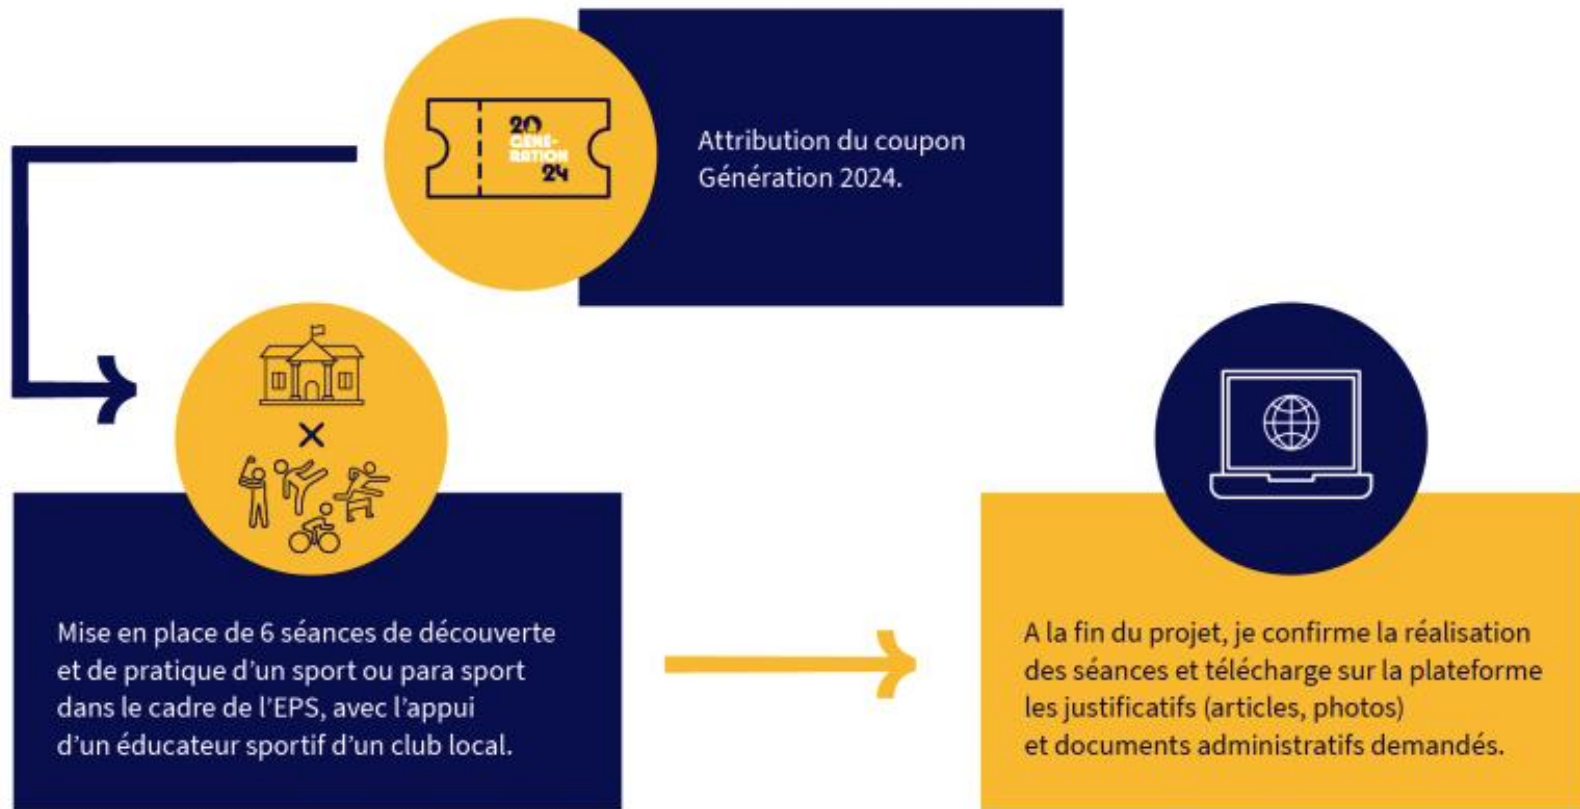 20
GÉNÉ-
RATION
24
Attribution du coupon
Génération 2024.
Mise en place de 6 séances de découverte
et de pratique d’un sport ou para sport
dans le cadre de l’EPS, avec l’appui
d’un éducateur sportif d’un club local.
A la fin du projet, je confirme la réalisation
des séances et télécharge sur la plateforme
les justificatifs (articles, photos)
et documents administratifs demandés.